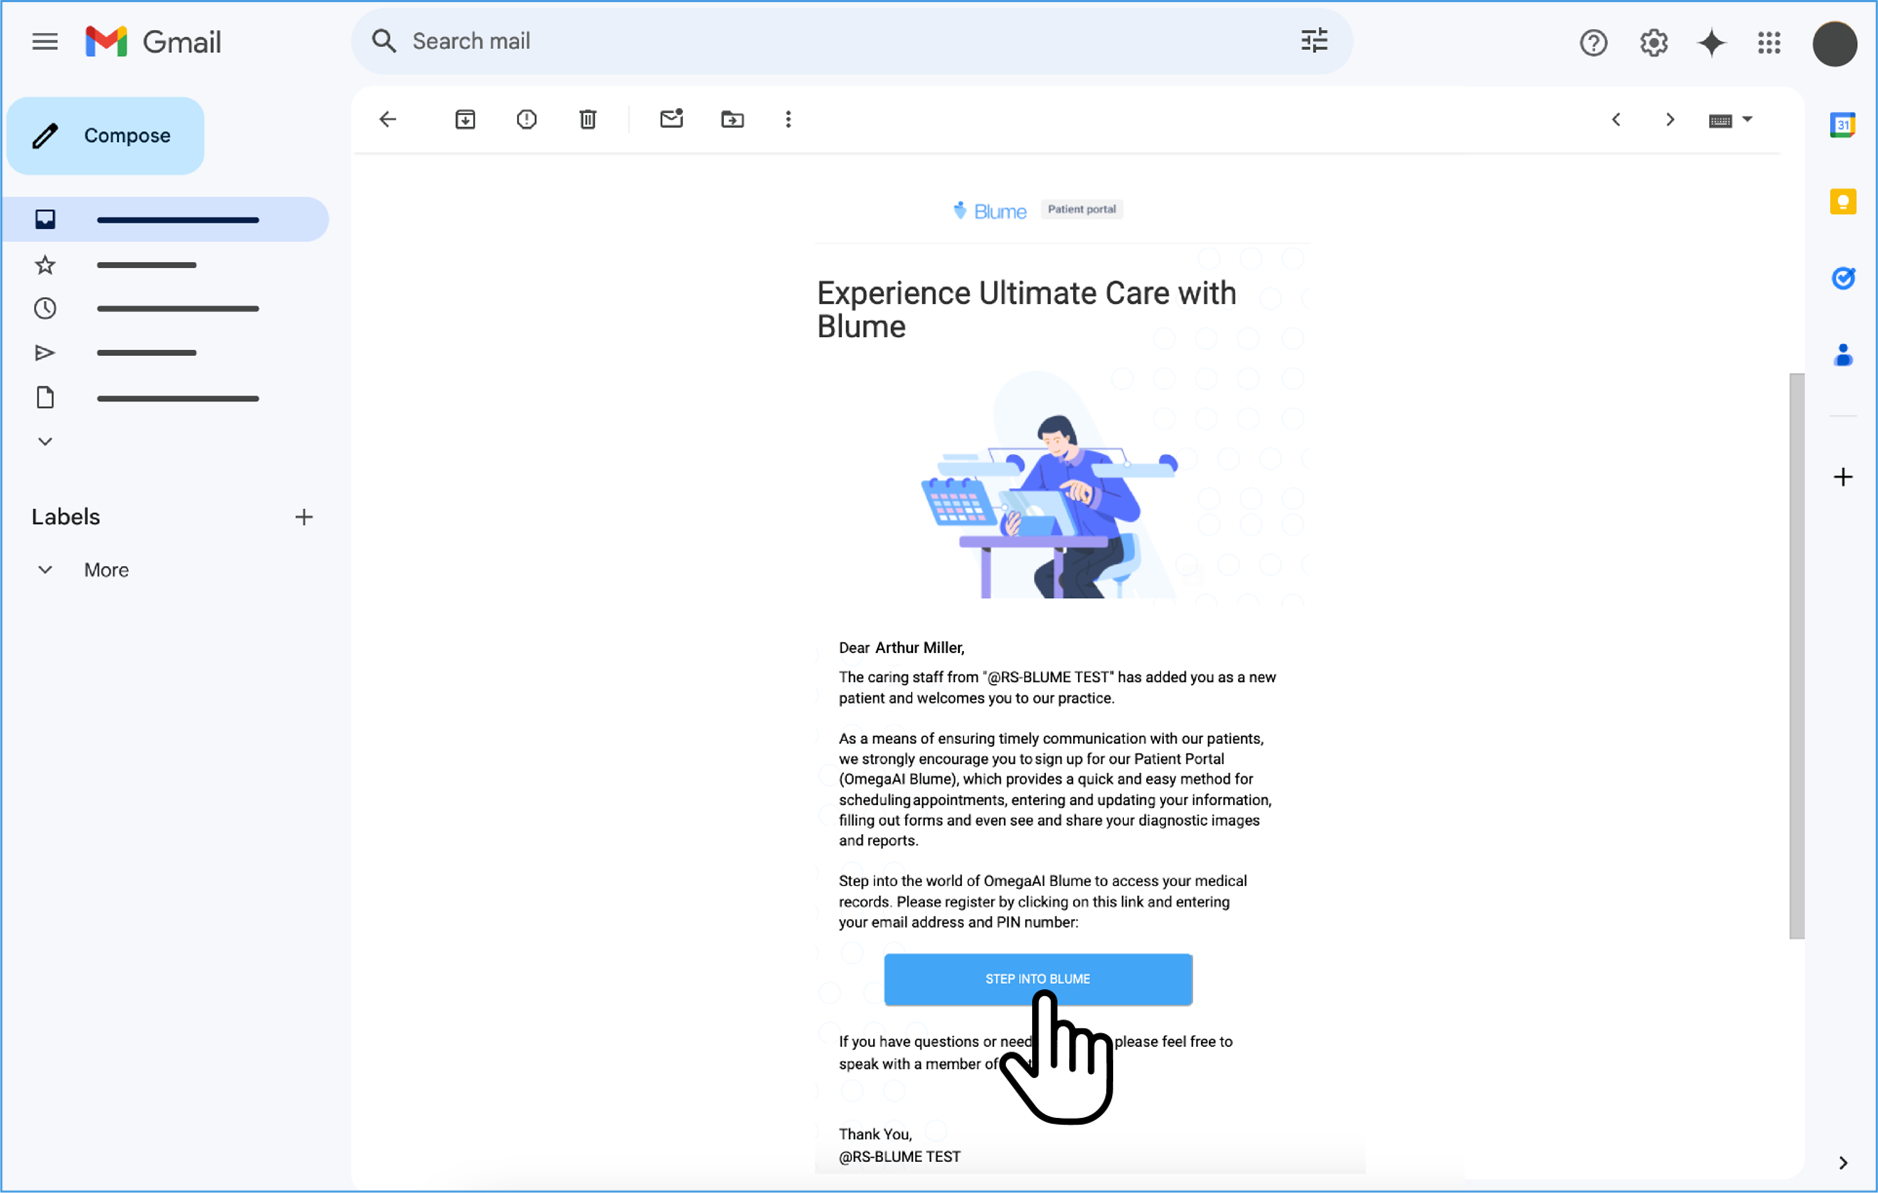 Gmail
Search mail
Compose
Labels
More
31
Blume Patient portal
Experience Ultimate Care with
Blume
Dear Arthur Miller,
The caring staff from "@RS-BLUME TEST" has added you as a new
patient and welcomes you to our practice.
As a means of ensuring timely communication with our patients,
we strongly encourage you to sign up for our Patient Portal
(OmegaAI Blume), which provides a quick and easy method for
scheduling appointments, entering and updating your information,
filling out forms and even see and share your diagnostic images
and reports.
Step into the world of OmegaAI Blume to access your medical
records. Please register by clicking on this link and entering
your email address and PIN number:
STEP INTO BLUME
If you have questions or need please feel free to
speak with a member of
Thank You,
@RS-BLUME TEST